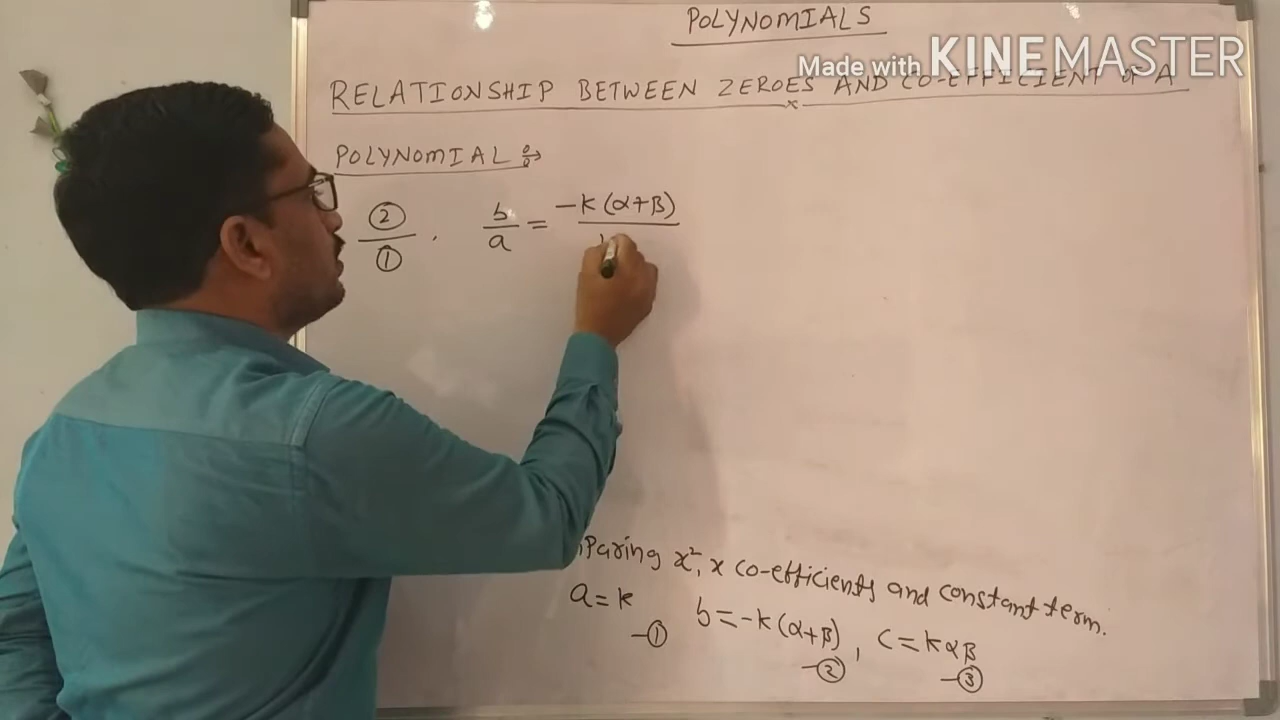 POLYNOMIALS
Made with KINEMASTER
RELATIONSHIP BETWEEN ZEROES AND CO-EFFICIENT OF A
POLYNOMIAL
②/① , b/a = -k(α+β)/
x², x co-efficients and constant term.
a=k —① b=-k(α+β) —② , c=kαβ —③